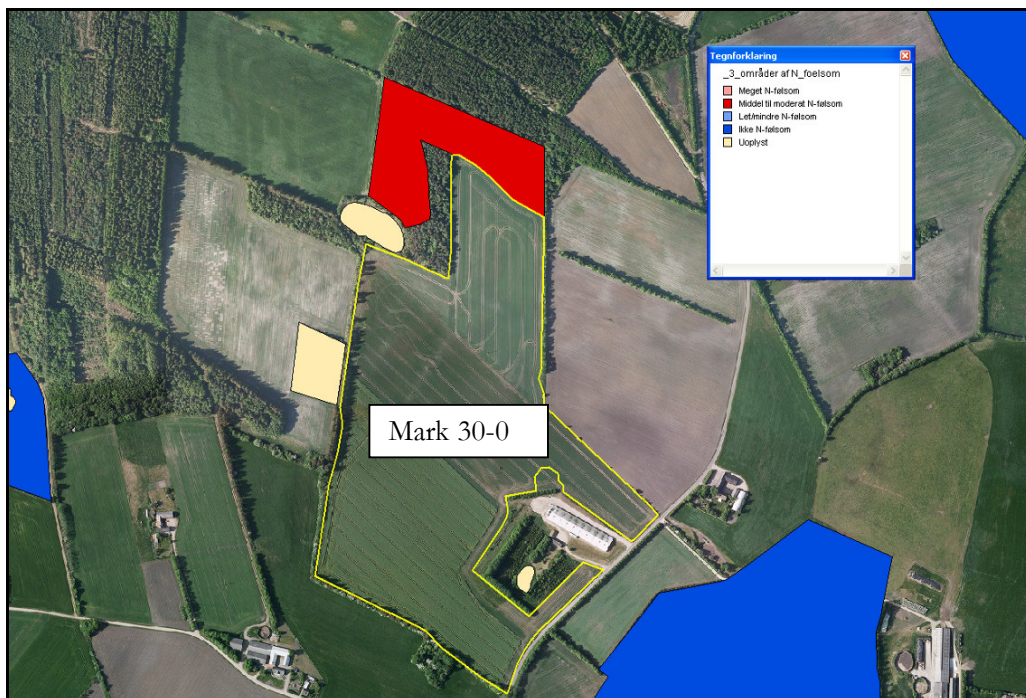 Tegnforklaring
_3_områder af N_foelsom
Meget N-følsom
Middel til moderat N-følsom
Let/mindre N-følsom
Ikke N-følsom
Uoplyst
Mark 30-0